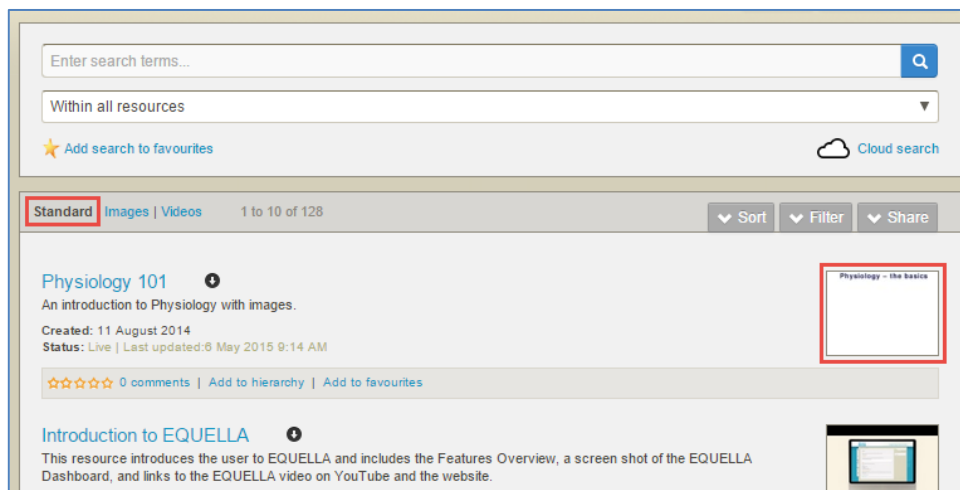 Enter search terms...
Within all resources
Add search to favourites
Cloud search
Standard Images | Videos 1 to 10 of 128
Sort Filter Share
Physiology 101
Physiology – the basics
An introduction to Physiology with images.
Created: 11 August 2014
Status: Live | Last updated:6 May 2015 9:14 AM
0 comments | Add to hierarchy | Add to favourites
Introduction to EQUELLA
This resource introduces the user to EQUELLA and includes the Features Overview, a screen shot of the EQUELLA
Dashboard, and links to the EQUELLA video on YouTube and the website.